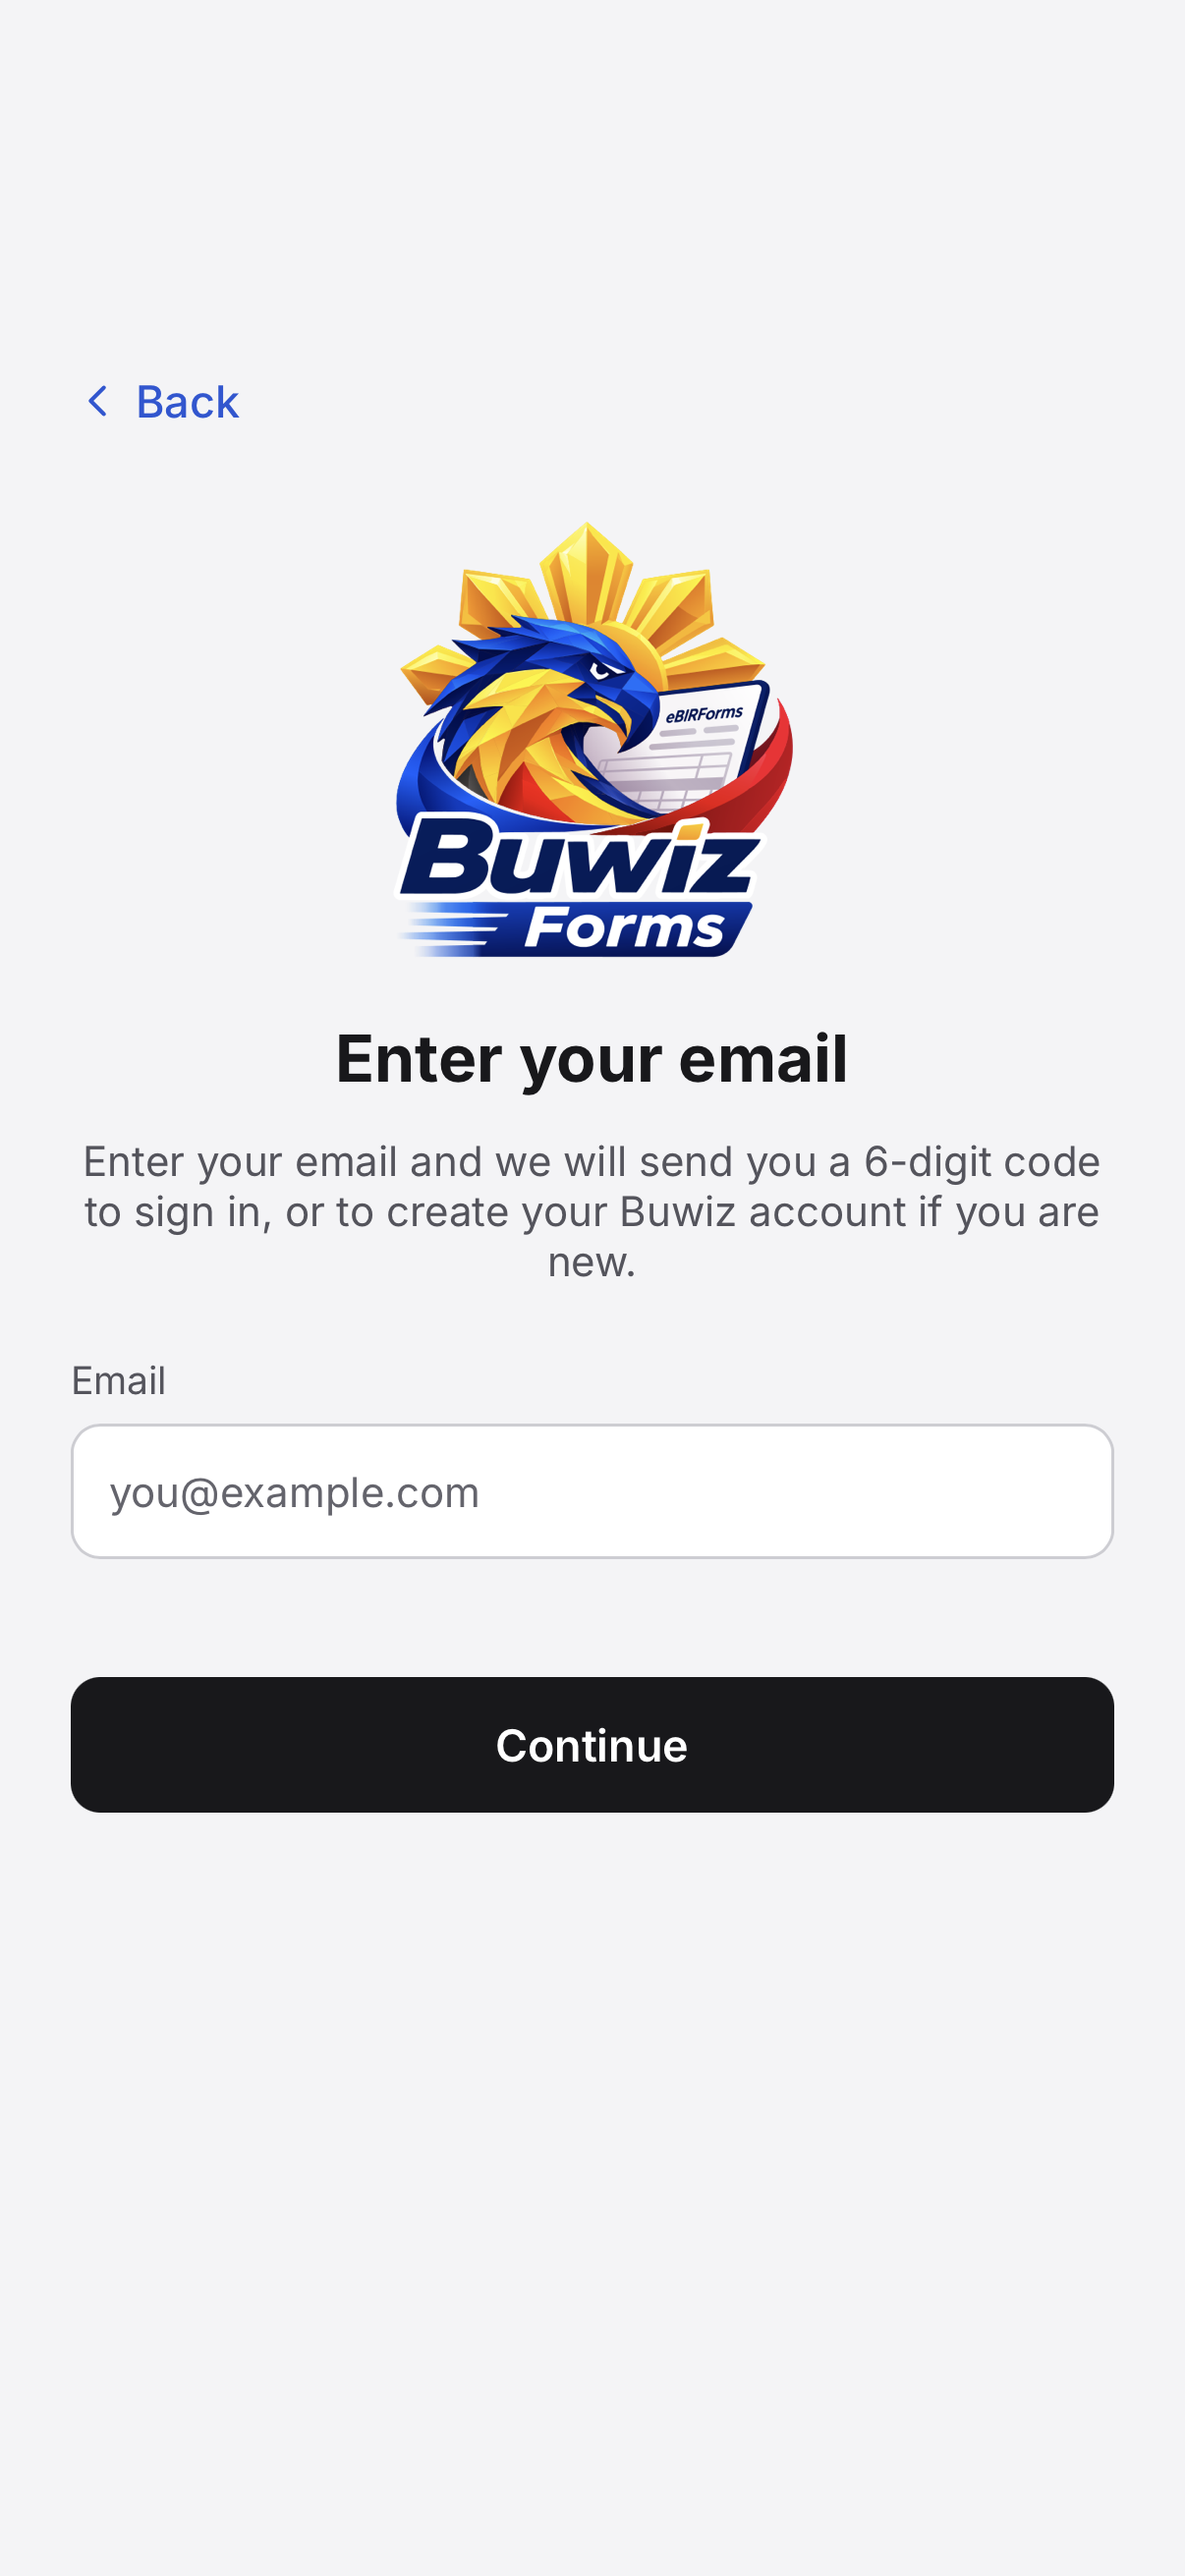 Back
eBIRForms
Buwiz
Forms
Enter your email
Enter your email and we will send you a 6-digit code
to sign in, or to create your Buwiz account if you are
new.
Email
you@example.com
Continue